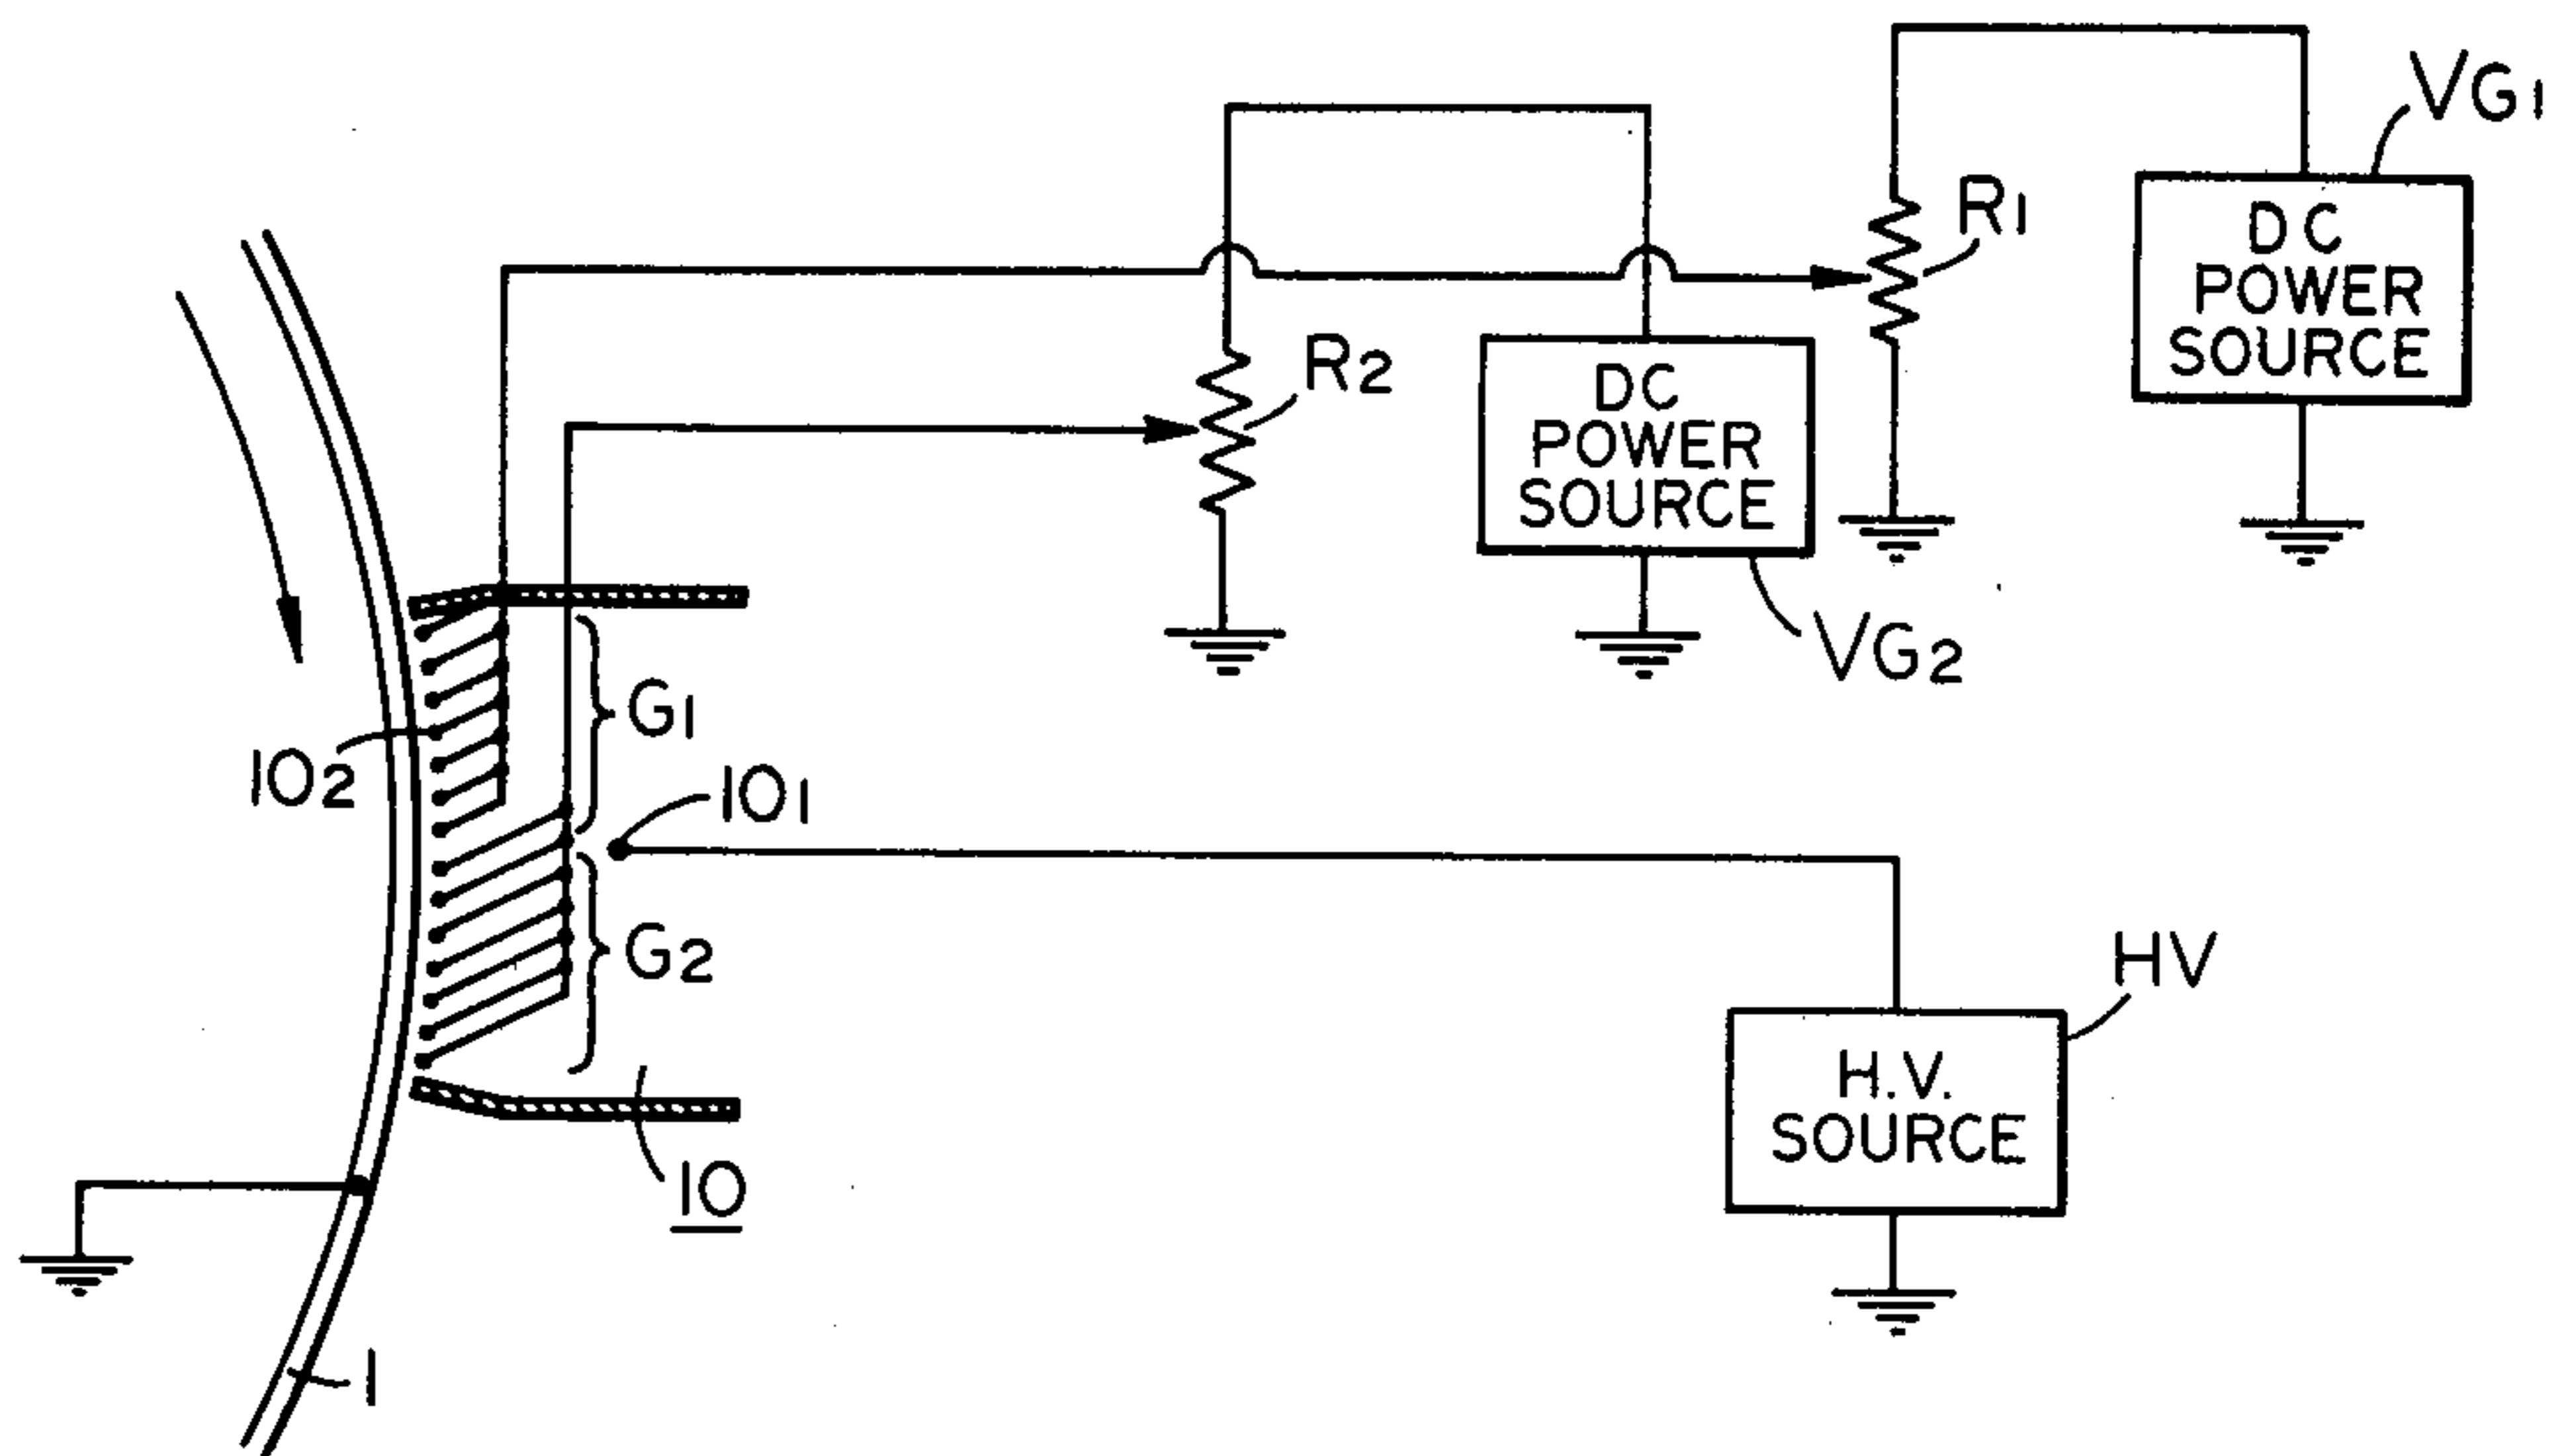 VG1
R1
DC
POWER
SOURCE
R2
DC
POWER
SOURCE
VG2
G1
102
101
G2
HV
H.V.
SOURCE
10
1